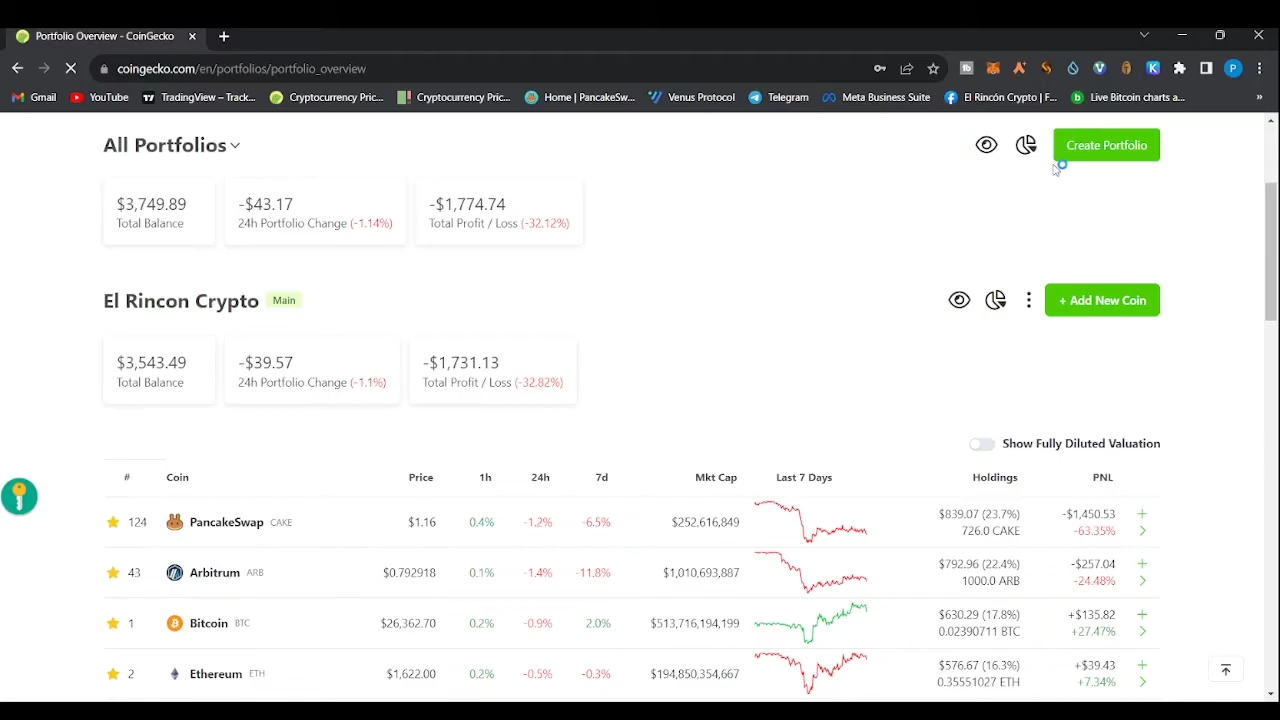 Portfolio Overview - CoinGecko
coingecko.com/en/portfolios/portfolio_overview
Gmail YouTube TradingView – Track... Cryptocurrency Pric... Cryptocurrency Pric... Home | PancakeSw... Venus Protocol Telegram Meta Business Suite El Rincón Crypto | F... Live Bitcoin charts a... »
All Portfolios
Create Portfolio
$3,749.89 -$43.17 -$1,774.74
Total Balance 24h Portfolio Change (-1.14%) Total Profit / Loss (-32.12%)
El Rincon Crypto Main
+ Add New Coin
$3,543.49 -$39.57 -$1,731.13
Total Balance 24h Portfolio Change (-1.1%) Total Profit / Loss (-32.82%)
Show Fully Diluted Valuation
# Coin Price 1h 24h 7d Mkt Cap Last 7 Days Holdings PNL
124 PancakeSwap CAKE $1.16 0.4% -1.2% -6.5% $252,616,849 $839.07 (23.7%) -$1,450.53
726.0 CAKE -63.35%
43 Arbitrum ARB $0.792918 0.1% -1.4% -11.8% $1,010,693,887 $792.96 (22.4%) -$257.04
1000.0 ARB -24.48%
1 Bitcoin BTC $26,362.70 0.2% -0.9% 2.0% $513,716,194,199 $630.29 (17.8%) +$135.82
0.02390711 BTC +27.47%
2 Ethereum ETH $1,622.00 0.2% -0.5% -0.3% $194,850,354,667 $576.67 (16.3%) +$39.43
0.35551027 ETH +7.34%